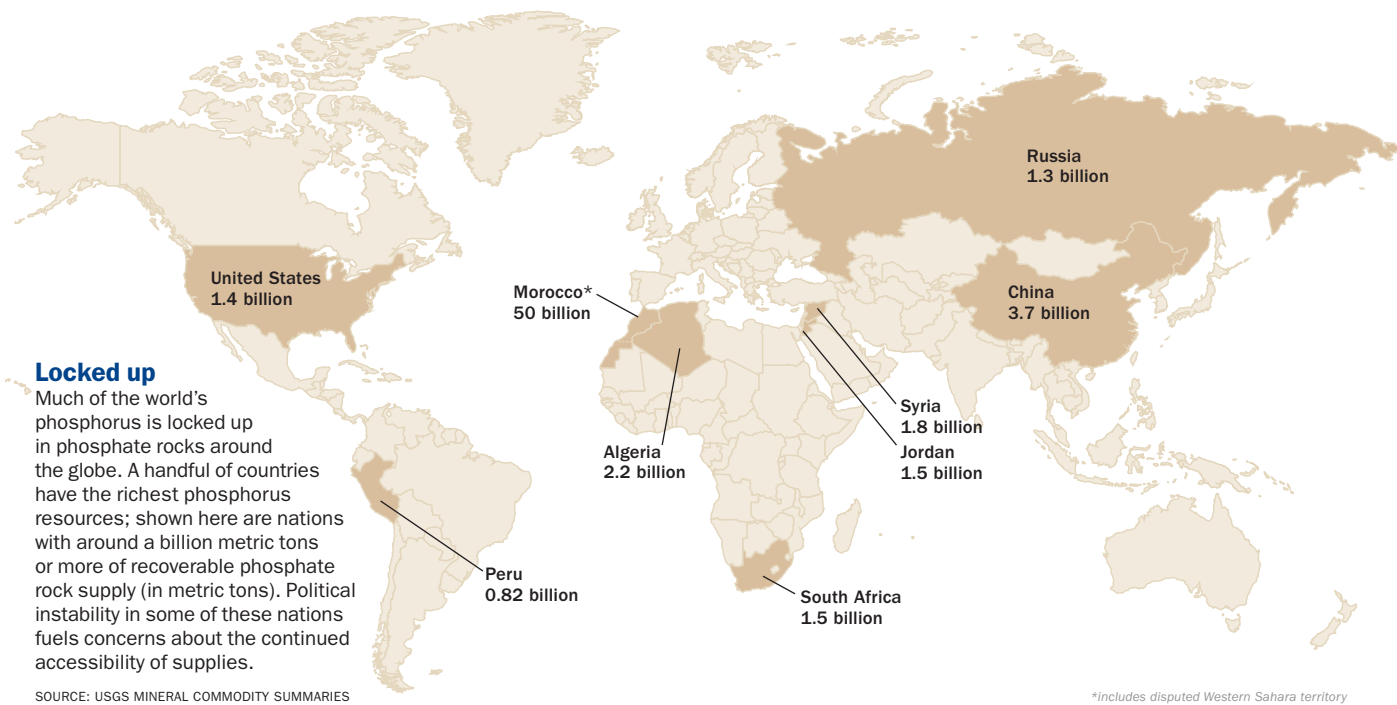 Russia
1.3 billion
United States
1.4 billion
Morocco*
50 billion
China
3.7 billion
Locked up
Much of the world's
phosphorus is locked up
in phosphate rocks around
the globe. A handful of countries
have the richest phosphorus
resources; shown here are nations
with around a billion metric tons
or more of recoverable phosphate
rock supply (in metric tons). Political
instability in some of these nations
fuels concerns about the continued
accessibility of supplies.
Syria
1.8 billion
Algeria
2.2 billion
Jordan
1.5 billion
Peru
0.82 billion
South Africa
1.5 billion
SOURCE: USGS MINERAL COMMODITY SUMMARIES
*includes disputed Western Sahara territory